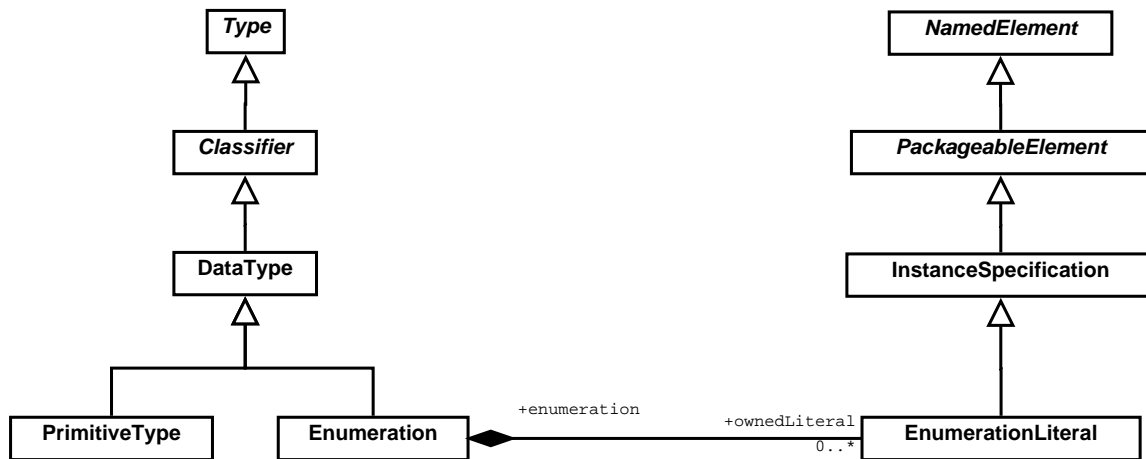 Type
NamedElement
Classifier
PackageableElement
DataType
InstanceSpecification
PrimitiveType
Enumeration
+enumeration
+ownedLiteral
0..*
EnumerationLiteral